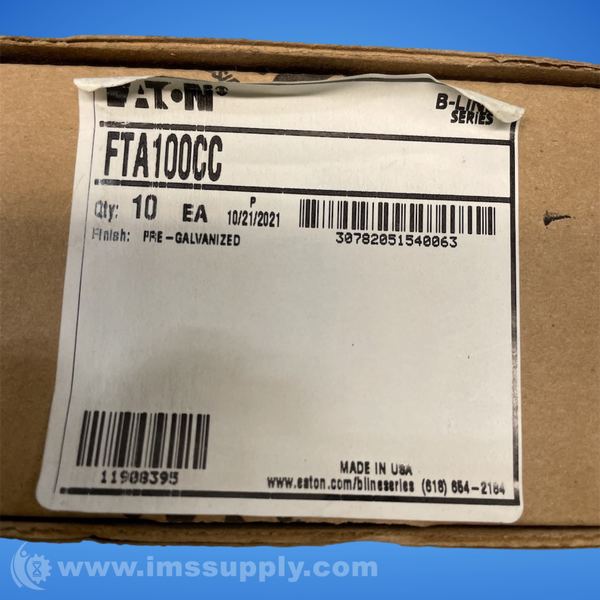 EATON®
B-LINE
SERIES
FTA100CC
Qty: 10 EA
P
10/21/2021
30782051540063
Finish: PRE-GALVANIZED
11908395
MADE IN USA
www.eaton.com/blineseries (618) 654-2184
www.imssupply.com